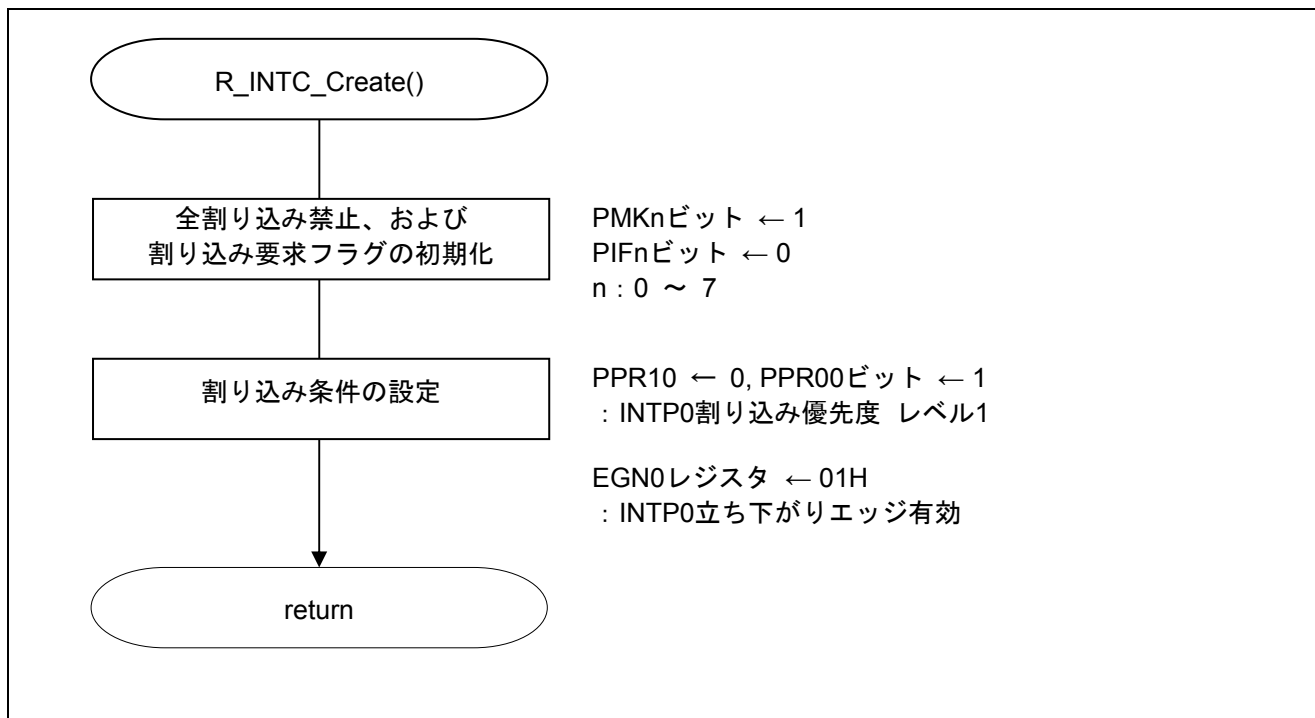 R_INTC_Create()
全割り込み禁止、および
割り込み要求フラグの初期化
PMKnビット ← 1
PIFnビット ← 0
n : 0 ～ 7
割り込み条件の設定
PPR10 ← 0, PPR00ビット ← 1
: INTP0割り込み優先度 レベル1
EGN0レジスタ ← 01H
: INTP0立ち下がりエッジ有効
return